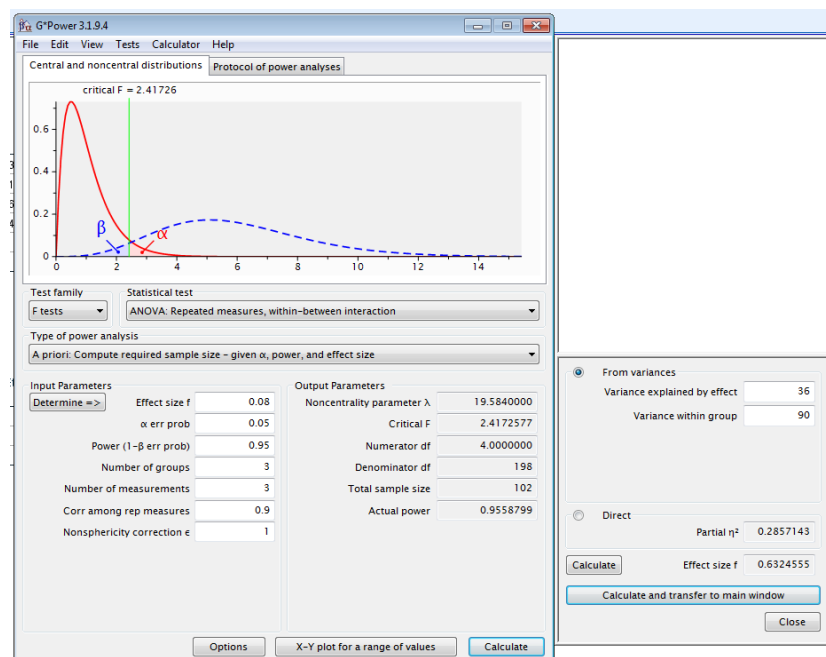 G*Power 3.1.9.4
File Edit View Tests Calculator Help
Central and noncentral distributions Protocol of power analyses
critical F = 2.41726
0.6
0.4
0.2
0
β α
0 2 4 6 8 10 12 14
Test family Statistical test
F tests ANOVA: Repeated measures, within-between interaction
Type of power analysis
A priori: Compute required sample size - given α, power, and effect size
Input Parameters Output Parameters
Determine => Effect size f 0.08 Noncentrality parameter λ 19.5840000
α err prob 0.05 Critical F 2.4172577
Power (1-β err prob) 0.95 Numerator df 4.0000000
Number of groups 3 Denominator df 198
Number of measurements 3 Total sample size 102
Corr among rep measures 0.9 Actual power 0.9558799
Nonsphericity correction ϵ 1
Options X-Y plot for a range of values Calculate
From variances
Variance explained by effect 36
Variance within group 90
Direct
Partial η² 0.2857143
Calculate Effect size f 0.6324555
Calculate and transfer to main window
Close